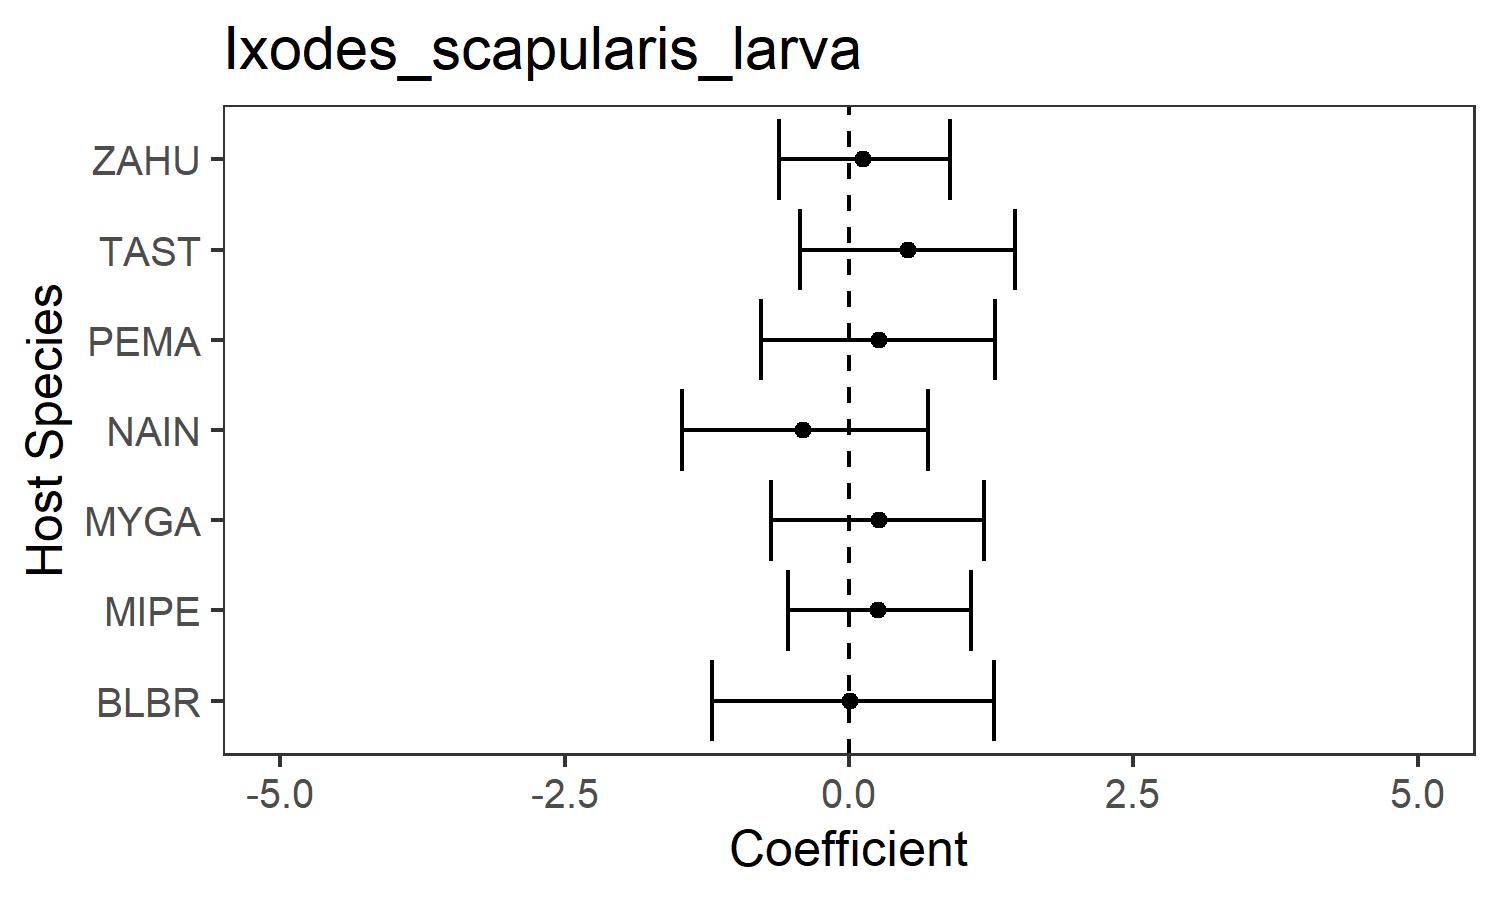 Ixodes_scapularis_larva
Host Species
ZAHU
TAST
PEMA
NAIN
MYGA
MIPE
BLBR
-5.0 -2.5 0.0 2.5 5.0
Coefficient